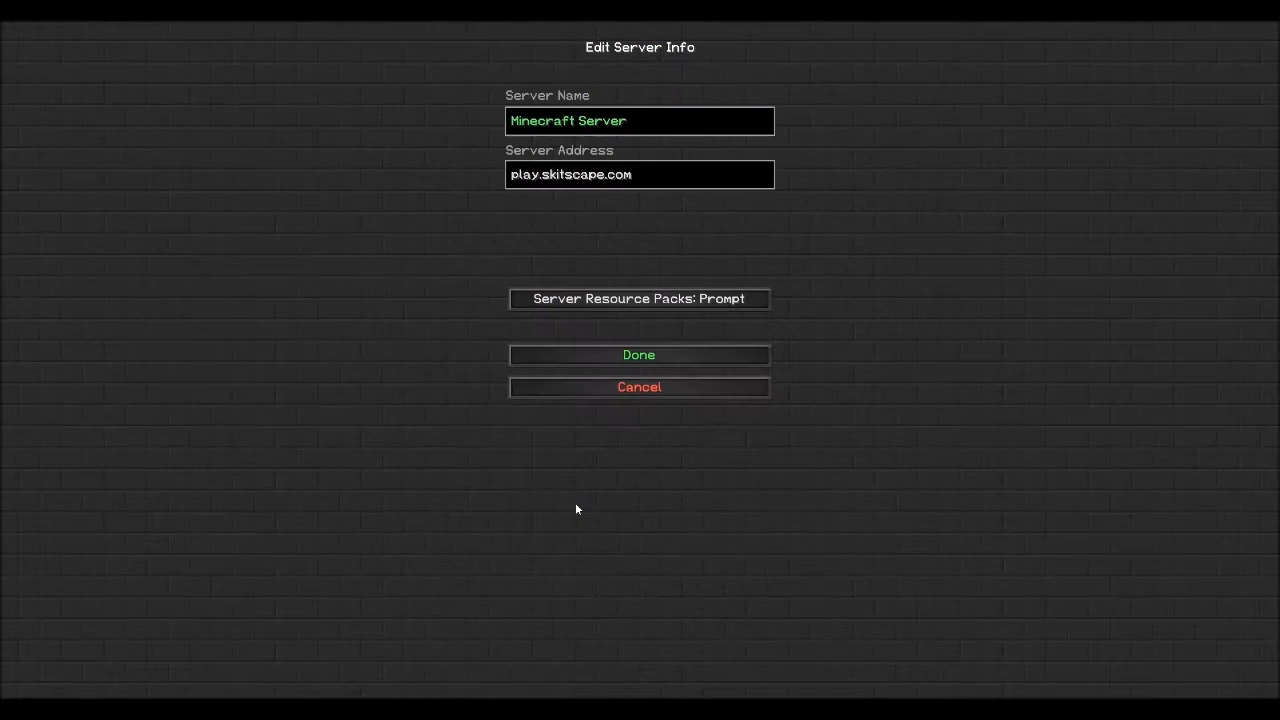 Edit Server Info
Server Name
Minecraft Server
Server Address
play.skitscape.com
Server Resource Packs: Prompt
Done
Cancel